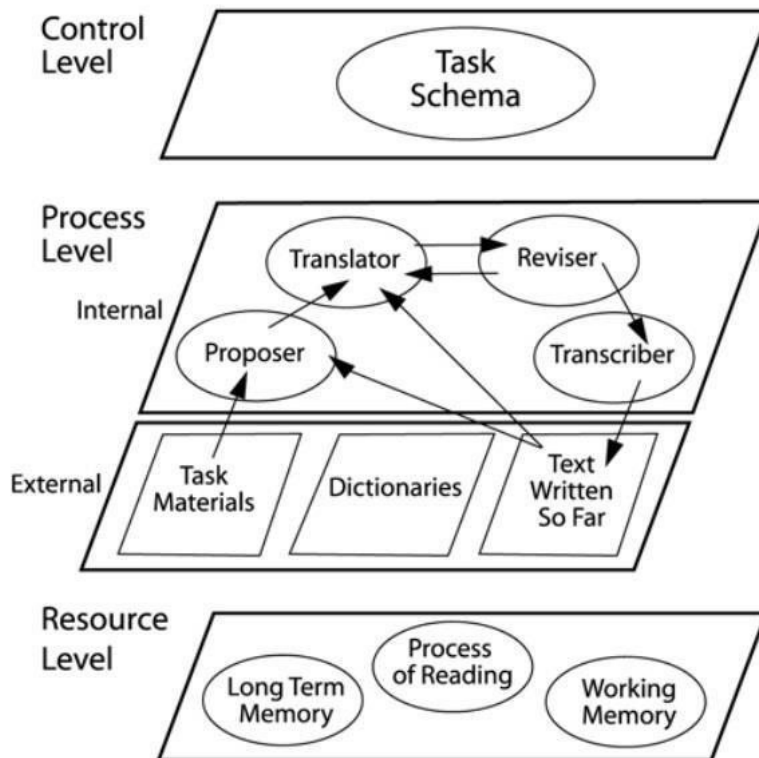 Control
Level
Task
Schema
Process
Level
Internal
Translator
Reviser
Proposer
Transcriber
External
Task
Materials
Dictionaries
Text
Written
So Far
Resource
Level
Long Term
Memory
Process
of Reading
Working
Memory